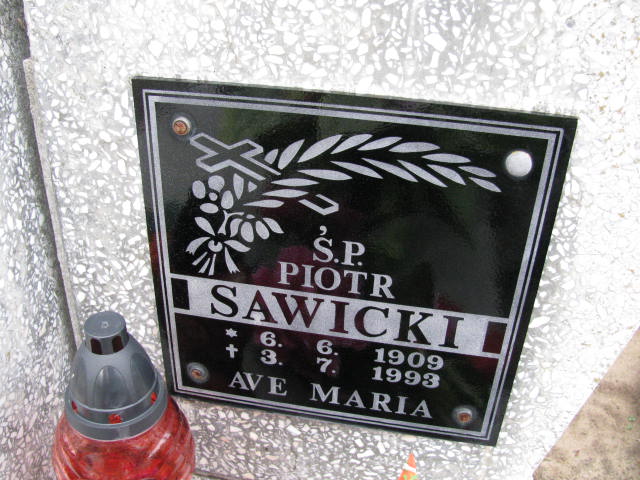 Ś.P.
PIOTR
SAWICKI
* 6. 6. 1909
✝ 3. 7. 1993
AVE MARIA